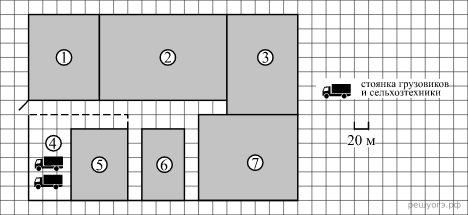 1
2
3
стоянка грузовиков
и сельхозтехники
20 м
4
5
6
7
решуогэ.рф